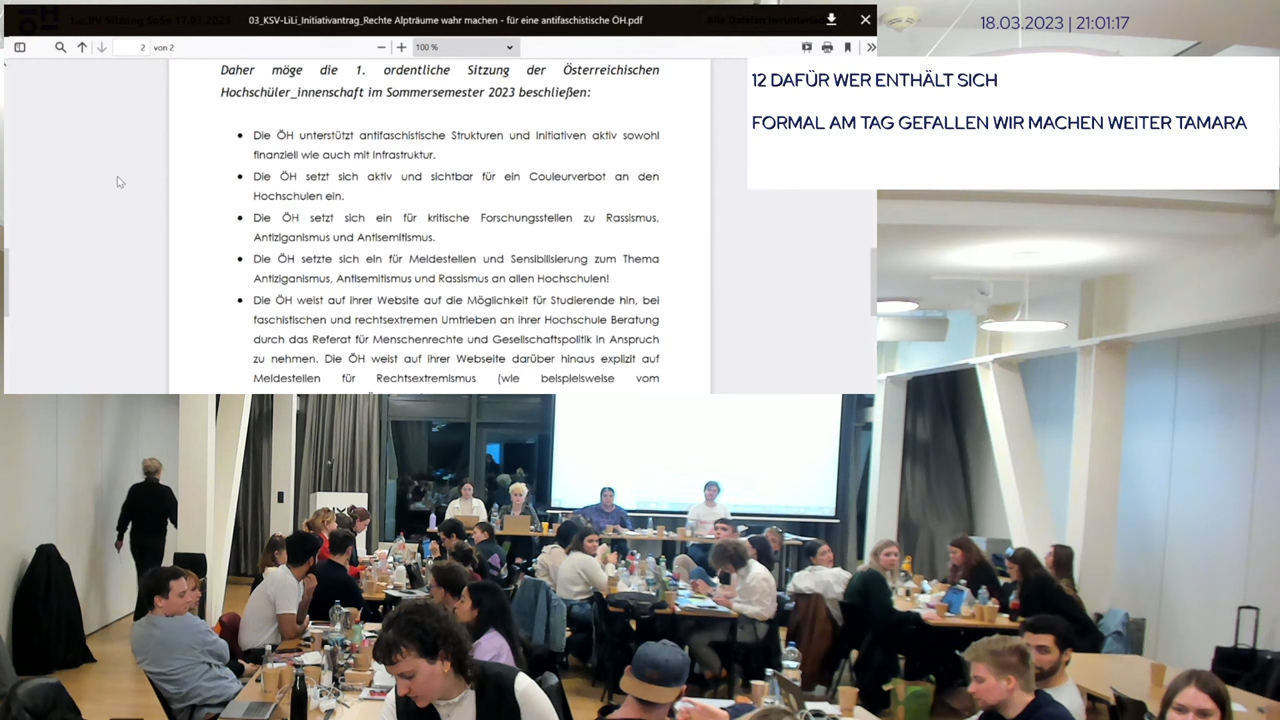 1.o.BV Sitzung SoSe 17.03.2023
03_KSV-LiLi_Initiativantrag_Rechte Alpträume wahr machen - für eine antifaschistische ÖH.pdf
18.03.2023 | 21:01:17
2 von 2
100 %
Daher möge die 1. ordentliche Sitzung der Österreichischen
Hochschüler_innenschaft im Sommersemester 2023 beschließen:
• Die ÖH unterstützt antifaschistische Strukturen und Initiativen aktiv sowohl
finanziell wie auch mit Infrastruktur.
• Die ÖH setzt sich aktiv und sichtbar für ein Couleurverbot an den
Hochschulen ein.
• Die ÖH setzt sich ein für kritische Forschungsstellen zu Rassismus,
Antiziganismus und Antisemitismus.
• Die ÖH setzte sich ein für Meldestellen und Sensibilisierung zum Thema
Antiziganismus, Antisemitismus und Rassismus an allen Hochschulen!
• Die ÖH weist auf ihrer Website auf die Möglichkeit für Studierende hin, bei
faschistischen und rechtsextremen Umtrieben an ihrer Hochschule Beratung
durch das Referat für Menschenrechte und Gesellschaftspolitik in Anspruch
zu nehmen. Die ÖH weist auf ihrer Webseite darüber hinaus explizit auf
Meldestellen für Rechtsextremismus (wie beispielsweise vom
12 DAFÜR WER ENTHÄLT SICH
FORMAL AM TAG GEFALLEN WIR MACHEN WEITER TAMARA